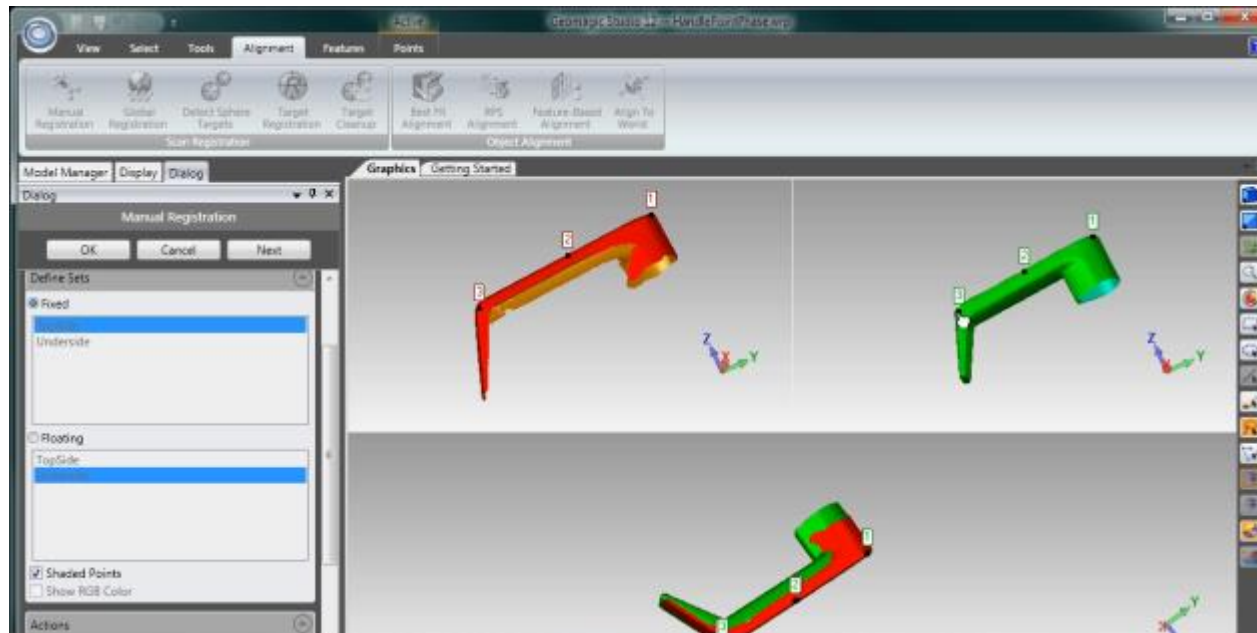 Active
Geomagic Studio 12 - HandlePointPhase.wrp
View Select Tools Alignment Features Points
Manual Registration
Global Registration
Detect Sphere Targets
Target Registration
Target Cleanup
Best Fit Alignment
RPS Alignment
Feature-Based Alignment
Align To World
Scan Registration
Object Alignment
Model Manager Display Dialog
Graphics Getting Started
Dialog
Manual Registration
OK Cancel Next
Define Sets
Fixed
Underside
Floating
TopSide
Shaded Points
Show RGB Color
Actions
1
2
3
Z
X
Y
1
2
3
Z
Y
1
2
3
Y
X